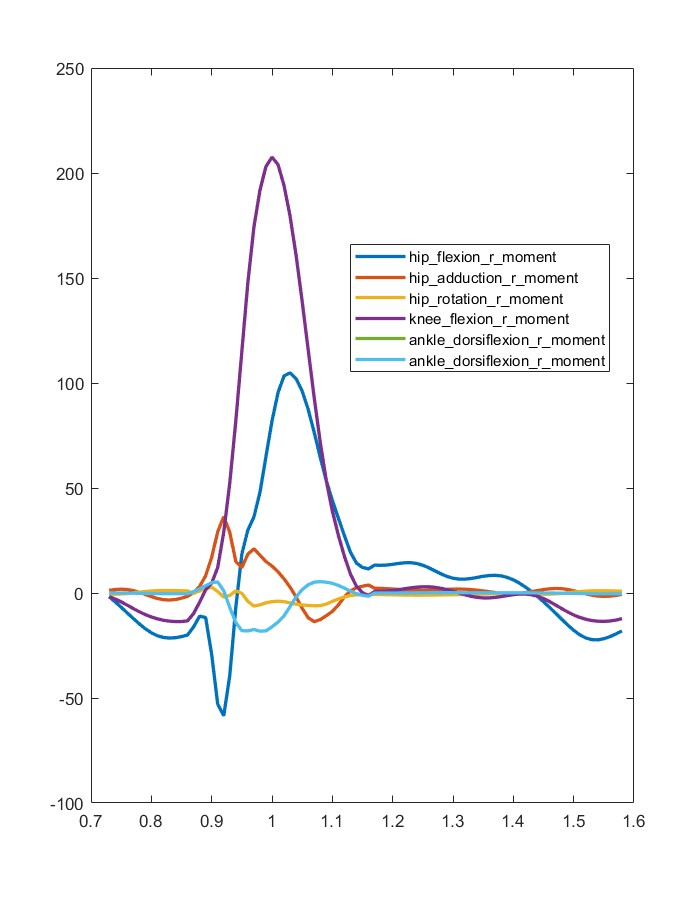 250
200
150
100
50
0
-50
-100
hip_flexion_r_moment
hip_adduction_r_moment
hip_rotation_r_moment
knee_flexion_r_moment
ankle_dorsiflexion_r_moment
ankle_dorsiflexion_r_moment
0.7 0.8 0.9 1 1.1 1.2 1.3 1.4 1.5 1.6